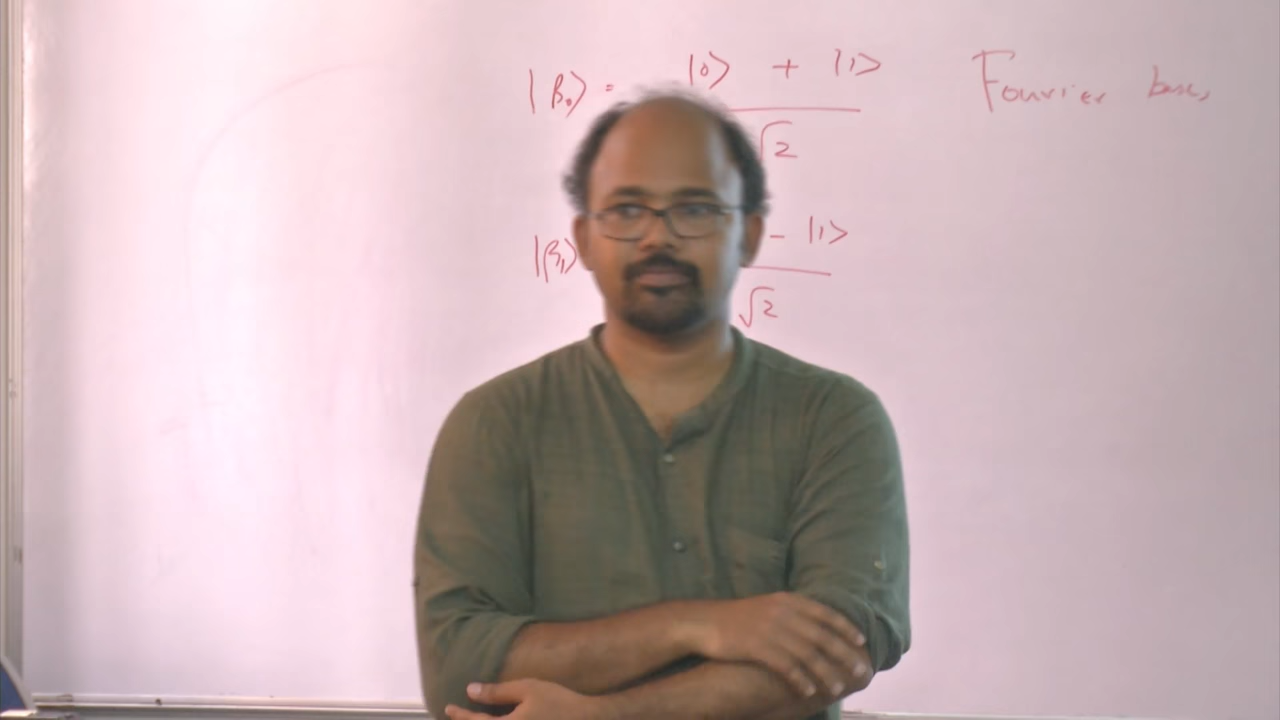 |β₀⟩ = |0⟩ + |1⟩ Fourier basis
√2
|β₁⟩ - |1⟩
√2